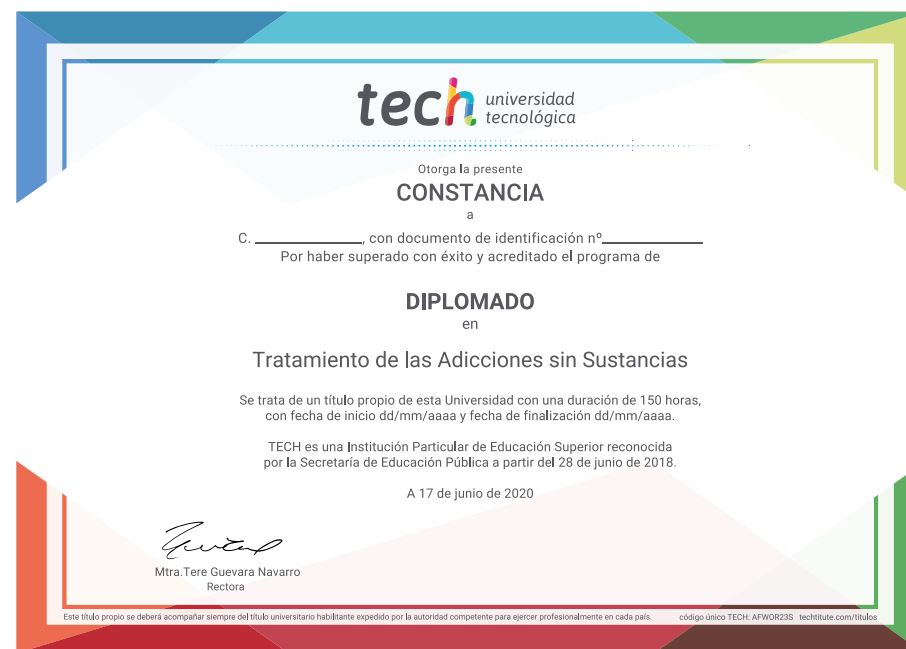 tech universidad
tecnológica
Otorga la presente
CONSTANCIA
a
C. ______________, con documento de identificación nº_____________
Por haber superado con éxito y acreditado el programa de
DIPLOMADO
en
Tratamiento de las Adicciones sin Sustancias
Se trata de un título propio de esta Universidad con una duración de 150 horas,
con fecha de inicio dd/mm/aaaa y fecha de finalización dd/mm/aaaa.
TECH es una Institución Particular de Educación Superior reconocida
por la Secretaría de Educación Pública a partir del 28 de junio de 2018.
A 17 de junio de 2020
Mtra.Tere Guevara Navarro
Rectora
Este título propio se deberá acompañar siempre del título universitario habilitante expedido por la autoridad competente para ejercer profesionalmente en cada país. código único TECH: AFWOR23S techtitute.com/titulos